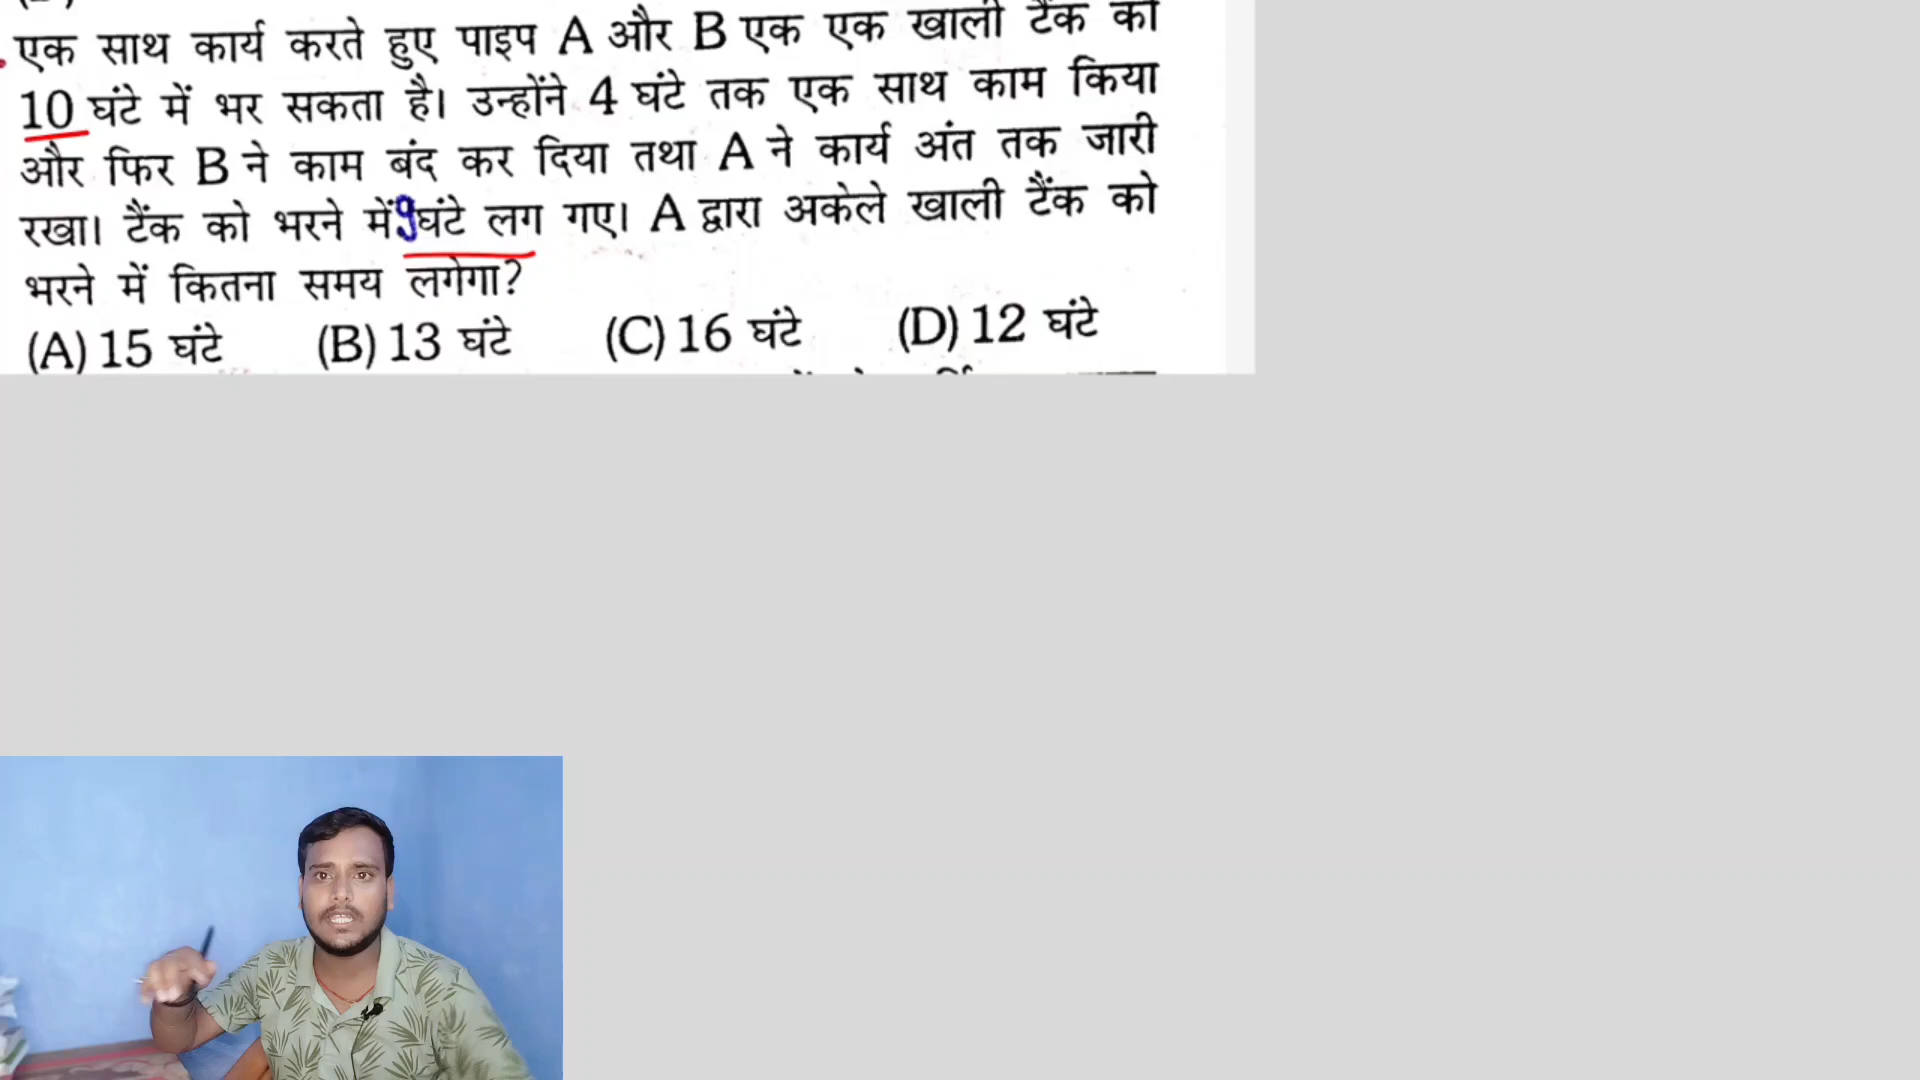 एक साथ कार्य करते हुए पाइप A और B एक एक खाली टैंक को
10 घंटे में भर सकता है। उन्होंने 4 घंटे तक एक साथ काम किया
और फिर B ने काम बंद कर दिया तथा A ने कार्य अंत तक जारी
रखा। टैंक को भरने में 9 घंटे लग गए। A द्वारा अकेले खाली टैंक को
भरने में कितना समय लगेगा?
(A) 15 घंटे (B) 13 घंटे (C) 16 घंटे (D) 12 घंटे